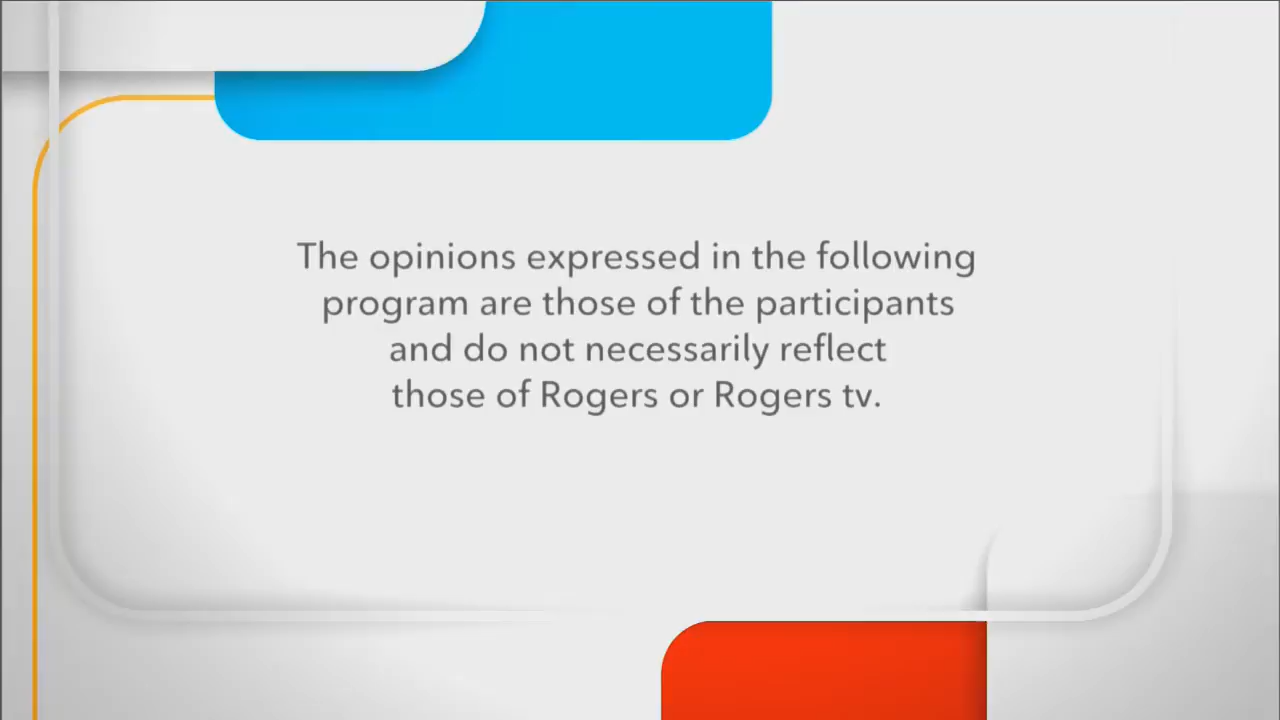 The opinions expressed in the following
program are those of the participants
and do not necessarily reflect
those of Rogers or Rogers tv.